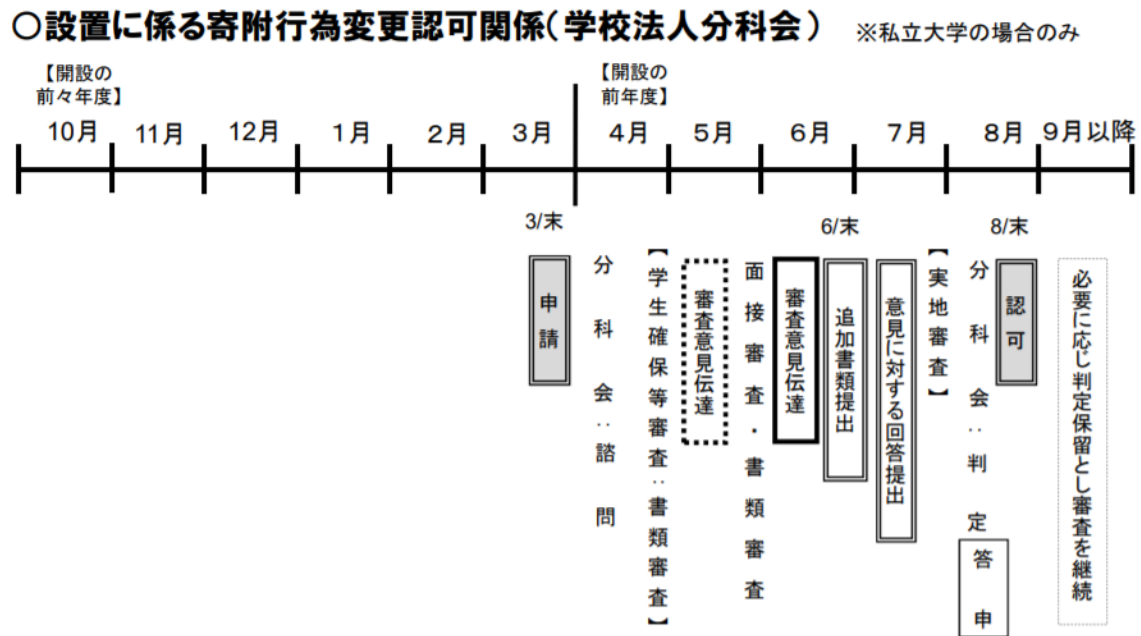 ○設置に係る寄附行為変更認可関係（学校法人分科会） ※私立大学の場合のみ
【開設の
前々年度】
【開設の
前年度】
10月 11月 12月 1月 2月 3月 4月 5月 6月 7月 8月 9月以降
3/末 6/末 8/末
申請
分科会：諮問
【学生確保等審査：書類審査】
審査意見伝達
面接審査・書類審査
審査意見伝達
追加書類提出
意見に対する回答提出
【実地審査】
分科会：判定
答申
認可
必要に応じ判定保留とし審査を継続